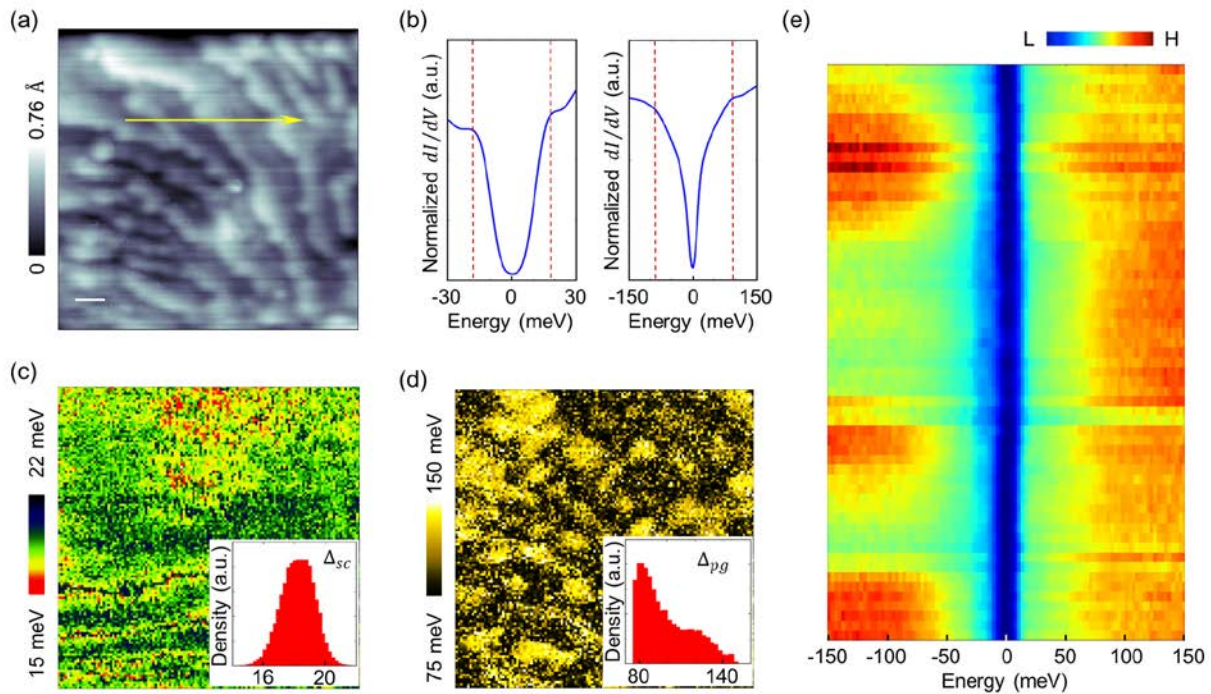 (a)
0.76 Å
0
(b)
Normalized dI/dV (a.u.)
-30 0 30
Energy (meV)
Normalized dI/dV (a.u.)
-150 0 150
Energy (meV)
(c)
22 meV
15 meV
Density (a.u.)
Δsc
16 20
(d)
150 meV
75 meV
Density (a.u.)
Δpg
80 140
(e)
L H
-150 -100 -50 0 50 100 150
Energy (meV)